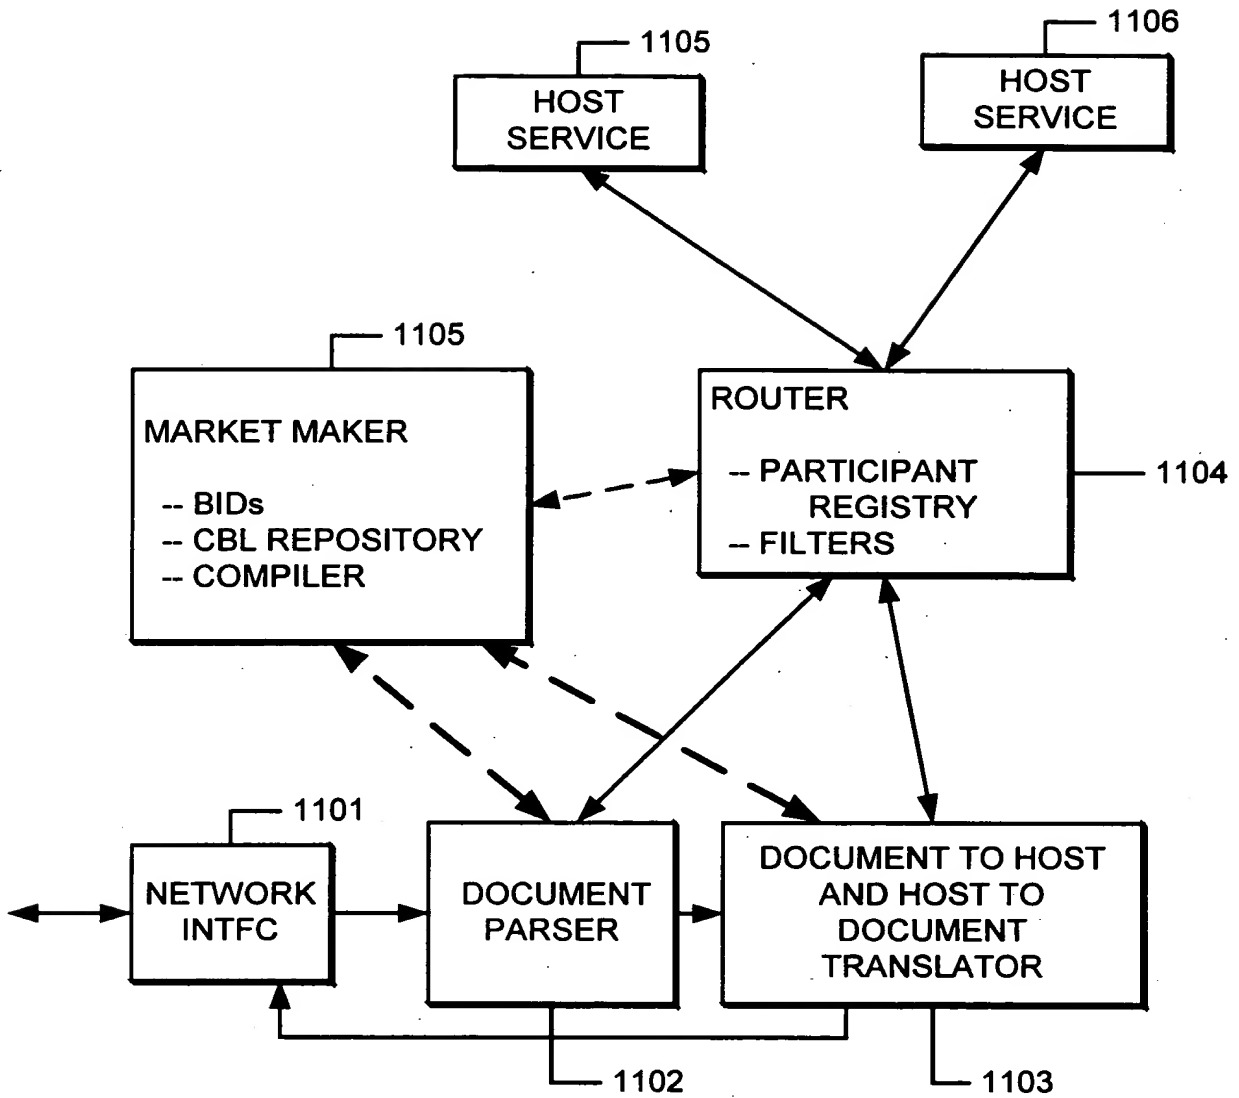 1105
1106
HOST
SERVICE
HOST
SERVICE
1105
MARKET MAKER
-- BIDs
-- CBL REPOSITORY
-- COMPILER
ROUTER
-- PARTICIPANT
REGISTRY
-- FILTERS
1104
1101
NETWORK
INTFC
DOCUMENT
PARSER
DOCUMENT TO HOST
AND HOST TO
DOCUMENT
TRANSLATOR
1102
1103